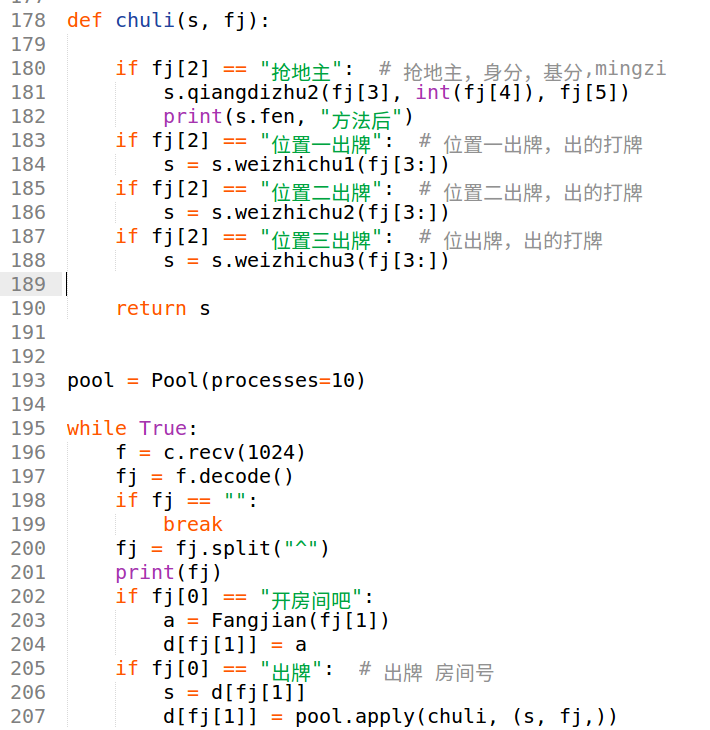 177
178 def chuli(s, fj):
179
180     if fj[2] == "抢地主":  # 抢地主，身分，基分,mingzi
181         s.qiangdizhu2(fj[3], int(fj[4]), fj[5])
182         print(s.fen, "方法后")
183     if fj[2] == "位置一出牌":  # 位置一出牌，出的打牌
184         s = s.weizhichu1(fj[3:])
185     if fj[2] == "位置二出牌":  # 位置二出牌，出的打牌
186         s = s.weizhichu2(fj[3:])
187     if fj[2] == "位置三出牌":  # 位出牌，出的打牌
188         s = s.weizhichu3(fj[3:])
189
190     return s
191
192
193 pool = Pool(processes=10)
194
195 while True:
196     f = c.recv(1024)
197     fj = f.decode()
198     if fj == "":
199         break
200     fj = fj.split("^")
201     print(fj)
202     if fj[0] == "开房间吧":
203         a = Fangjian(fj[1])
204         d[fj[1]] = a
205     if fj[0] == "出牌":  # 出牌 房间号
206         s = d[fj[1]]
207         d[fj[1]] = pool.apply(chuli, (s, fj,))